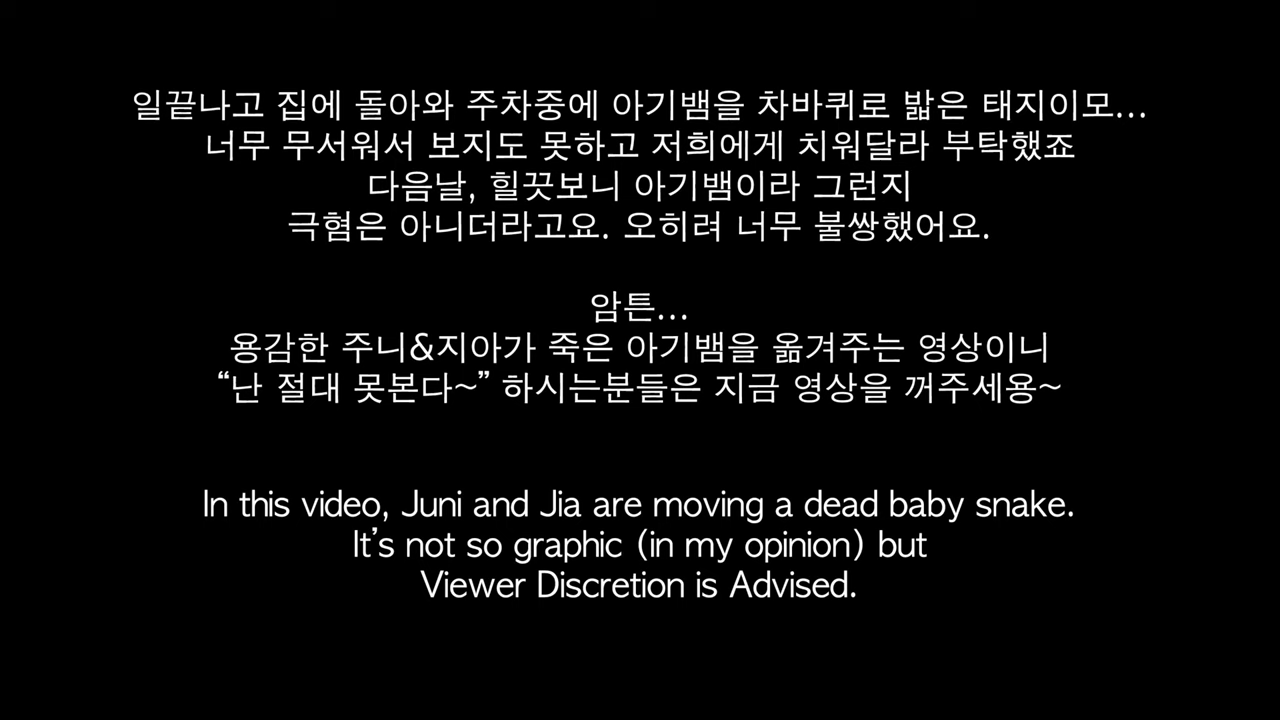 일끝나고 집에 돌아와 주차중에 아기뱀을 차바퀴로 밟은 태지이모...
너무 무서워서 보지도 못하고 저희에게 치워달라 부탁했죠
다음날, 힐끗보니 아기뱀이라 그런지
극혐은 아니더라고요. 오히려 너무 불쌍했어요.
암튼...
용감한 주니&지아가 죽은 아기뱀을 옮겨주는 영상이니
“난 절대 못본다~” 하시는분들은 지금 영상을 꺼주세용~
In this video, Juni and Jia are moving a dead baby snake.
It’s not so graphic (in my opinion) but
Viewer Discretion is Advised.